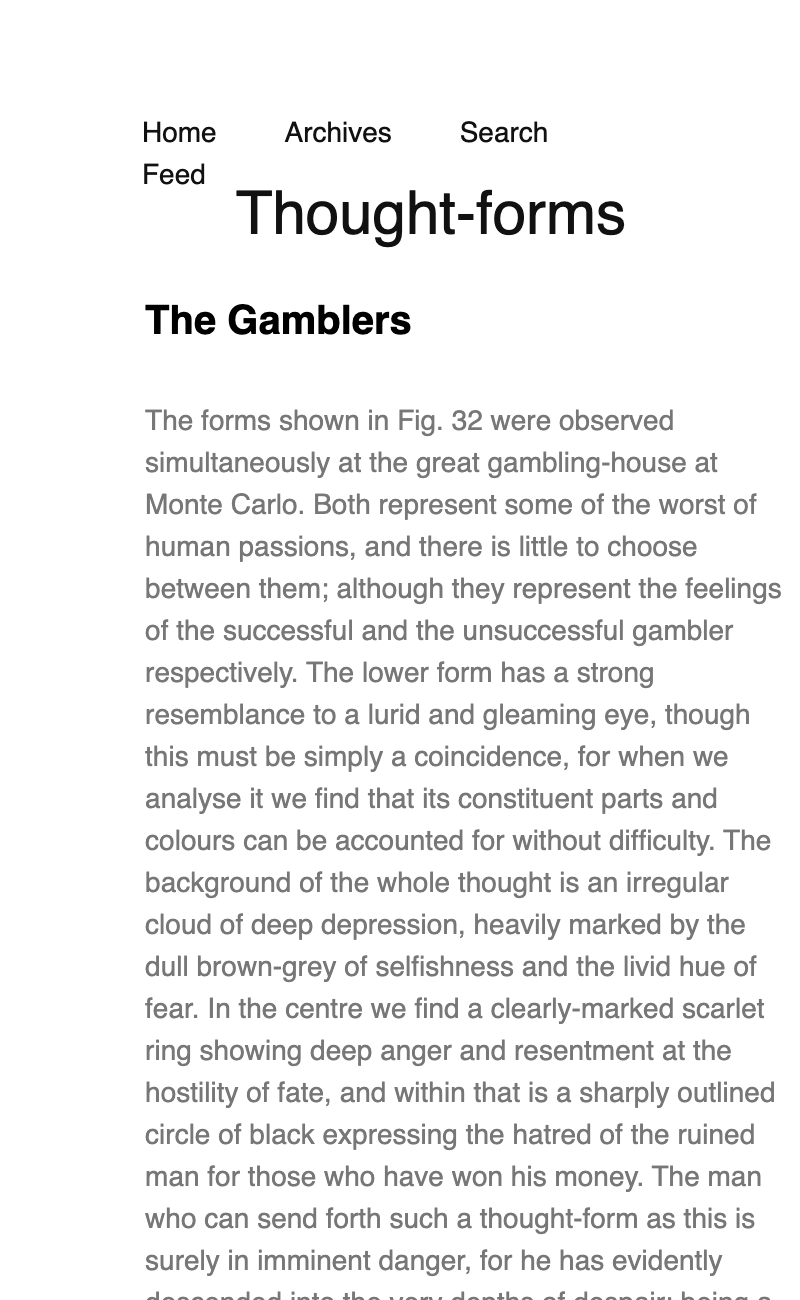 Home Archives Search
Feed
Thought-forms
The Gamblers
The forms shown in Fig. 32 were observed
simultaneously at the great gambling-house at
Monte Carlo. Both represent some of the worst of
human passions, and there is little to choose
between them; although they represent the feelings
of the successful and the unsuccessful gambler
respectively. The lower form has a strong
resemblance to a lurid and gleaming eye, though
this must be simply a coincidence, for when we
analyse it we find that its constituent parts and
colours can be accounted for without difficulty. The
background of the whole thought is an irregular
cloud of deep depression, heavily marked by the
dull brown-grey of selfishness and the livid hue of
fear. In the centre we find a clearly-marked scarlet
ring showing deep anger and resentment at the
hostility of fate, and within that is a sharply outlined
circle of black expressing the hatred of the ruined
man for those who have won his money. The man
who can send forth such a thought-form as this is
surely in imminent danger, for he has evidently
descended into the very depths of despair; being a